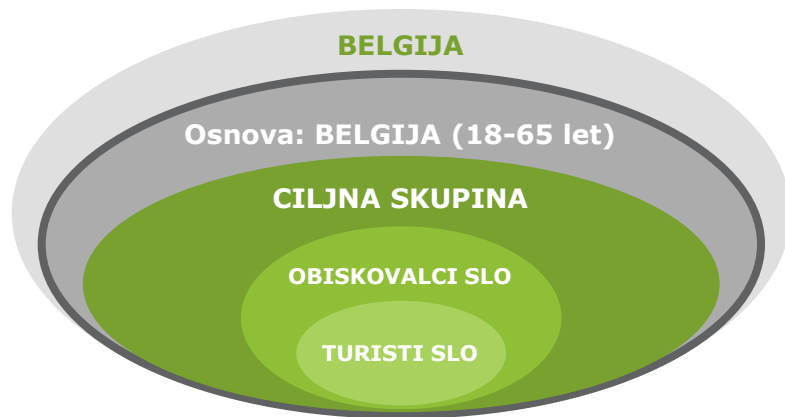 BELGIJA
Osnova: BELGIJA (18-65 let)
CILJNA SKUPINA
OBISKOVALCI SLO
TURISTI SLO